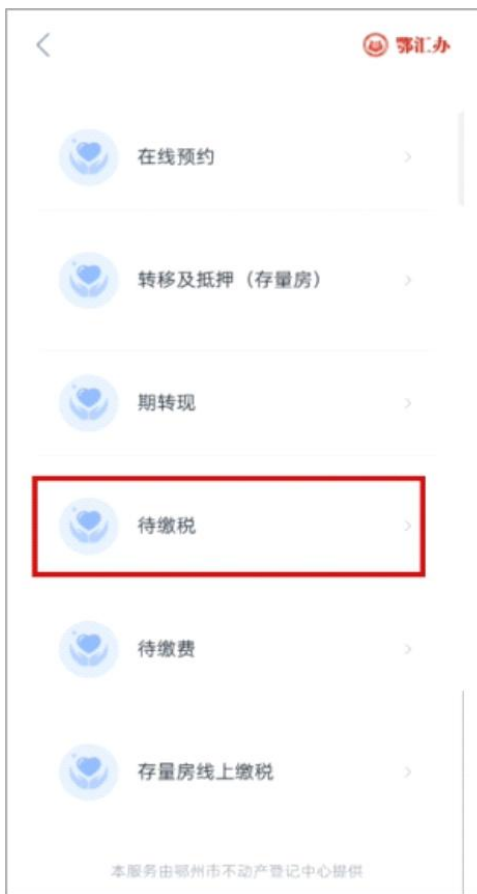 鄂汇办
在线预约
转移及抵押（存量房）
期转现
待缴税
待缴费
存量房线上缴税
本服务由鄂州市不动产登记中心提供